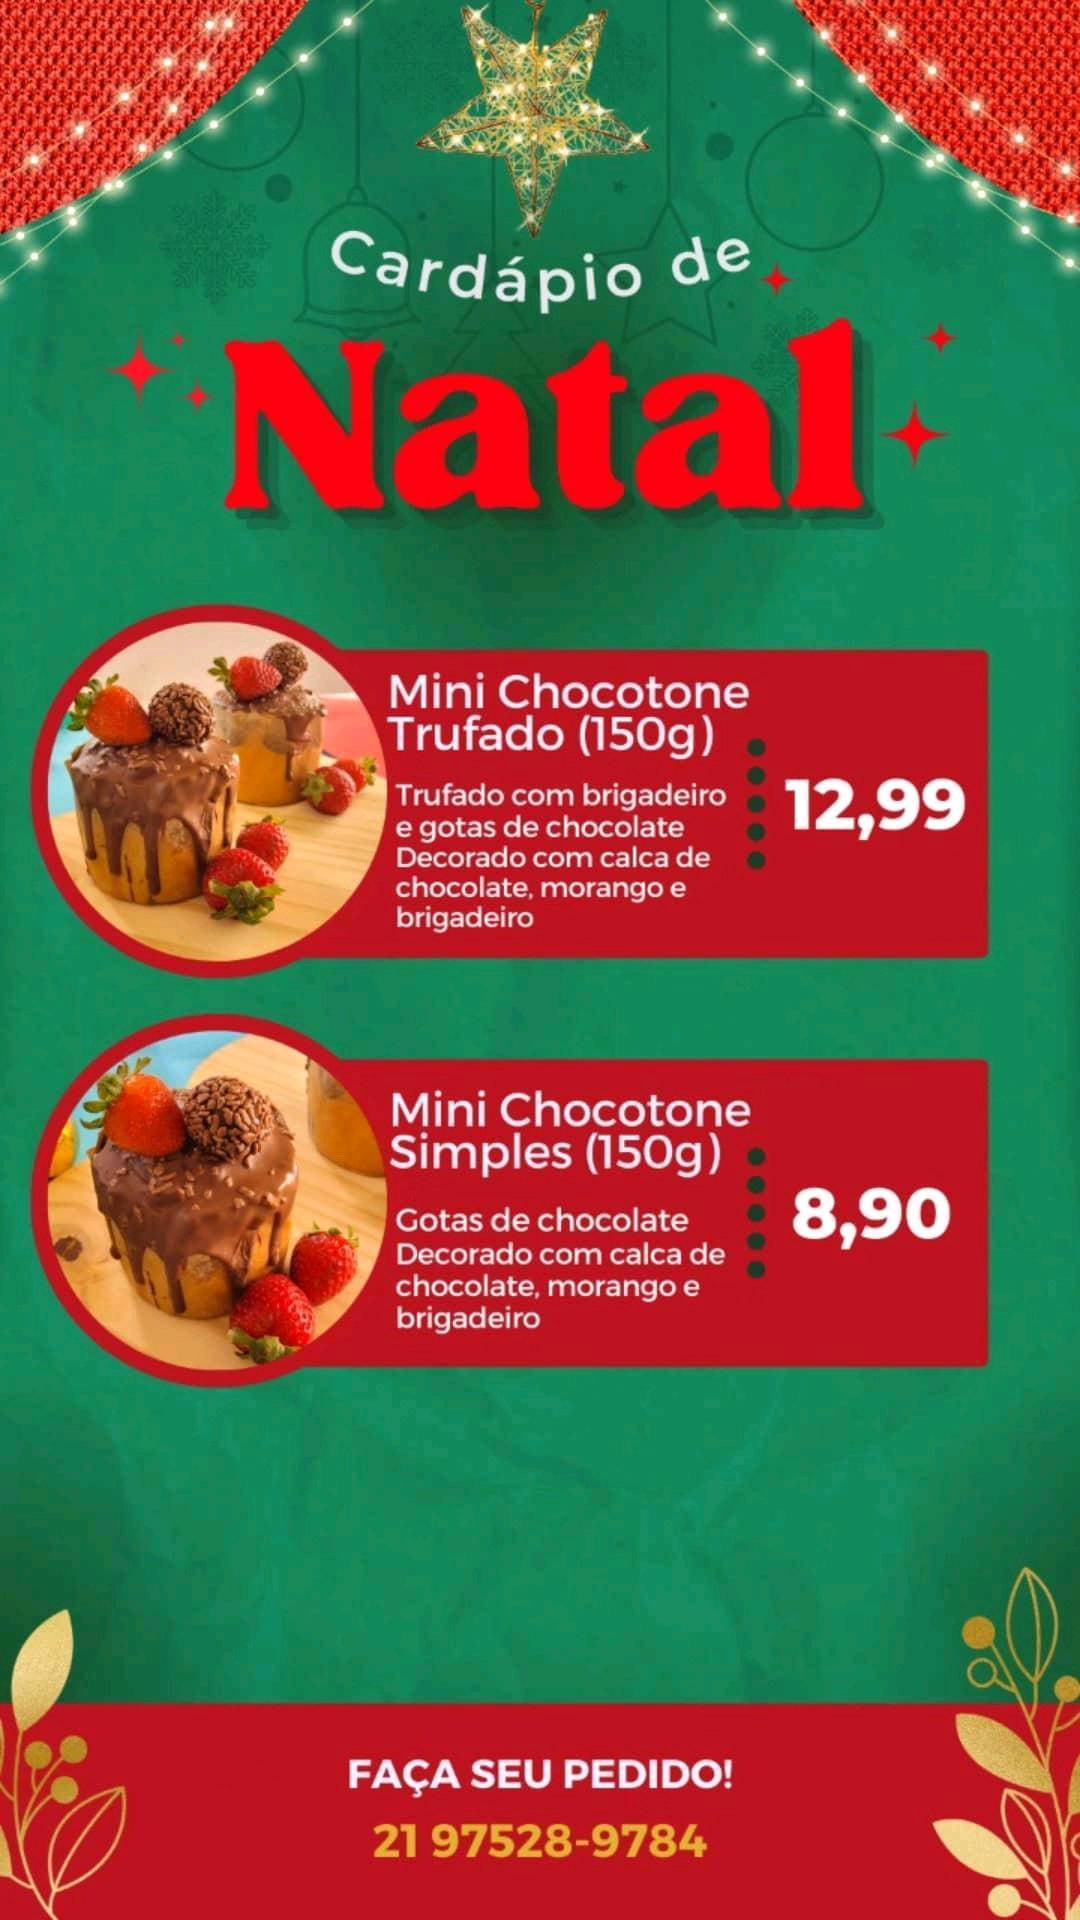 Cardápio de
Natal
Mini Chocotone
Trufado (150g)
Trufado com brigadeiro
e gotas de chocolate
Decorado com calca de
chocolate, morango e
brigadeiro
12,99
Mini Chocotone
Simples (150g)
Gotas de chocolate
Decorado com calca de
chocolate, morango e
brigadeiro
8,90
FAÇA SEU PEDIDO!
21 97528-9784